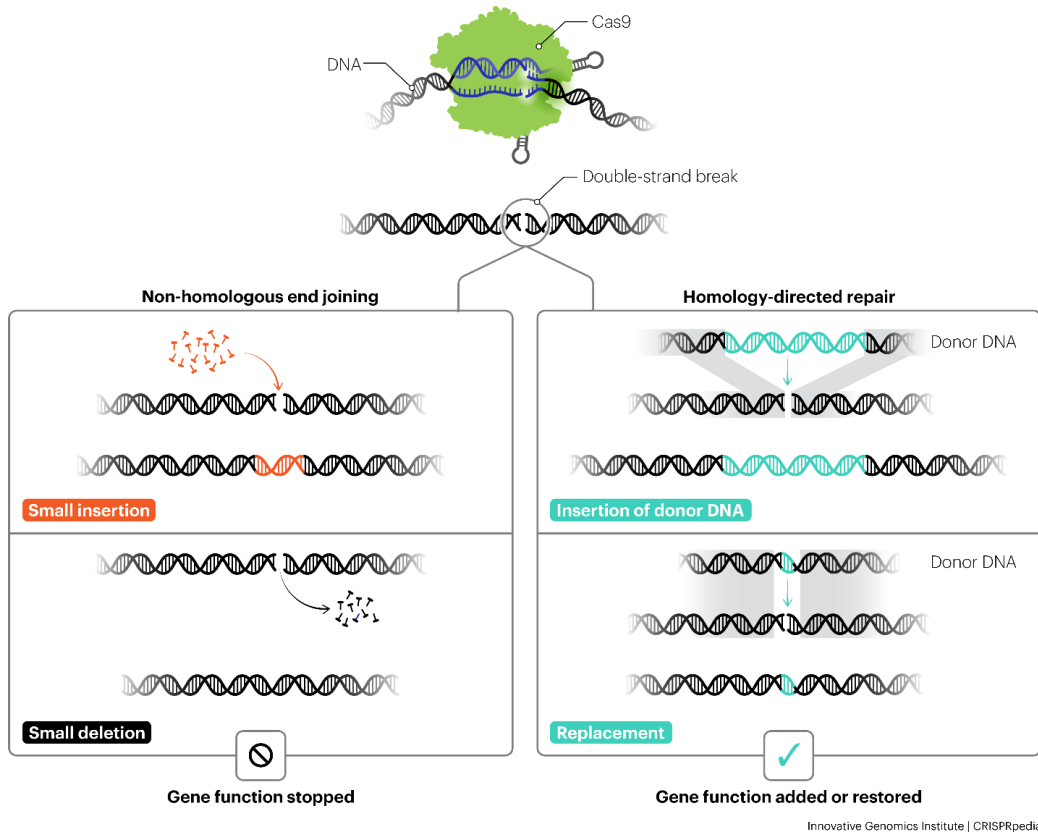 Cas9
DNA
Double-strand break
Non-homologous end joining
Homology-directed repair
Donor DNA
Small insertion
Insertion of donor DNA
Donor DNA
Small deletion
Replacement
Gene function stopped
Gene function added or restored
Innovative Genomics Institute | CRISPRpedia